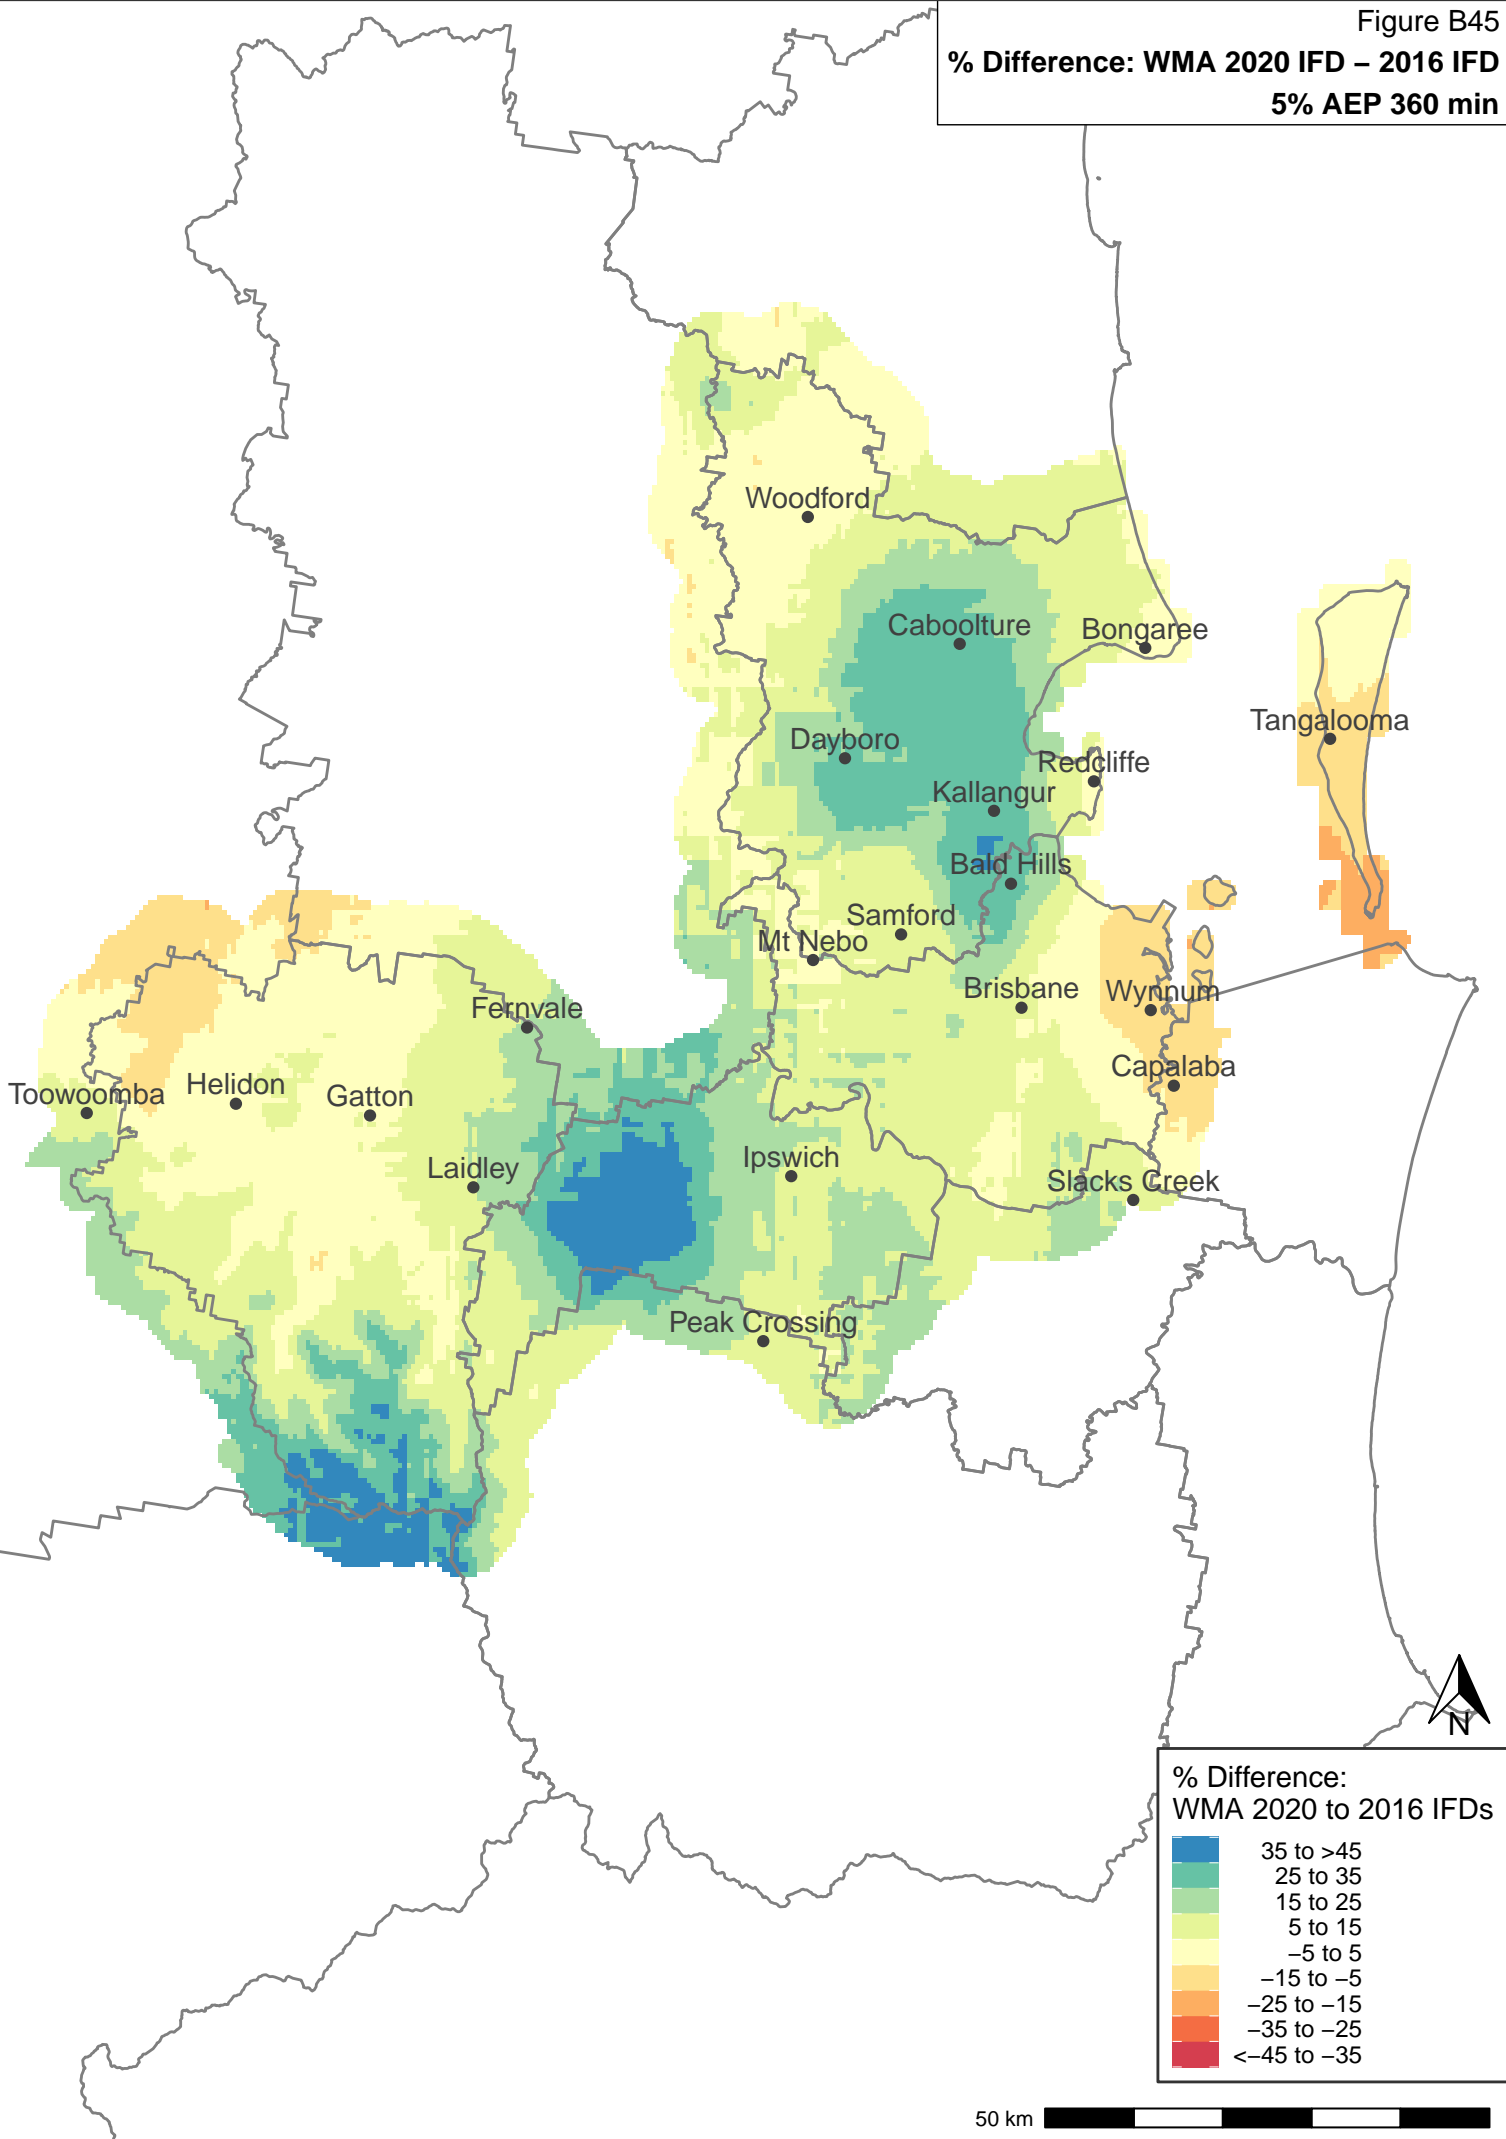 Figure B45
% Difference: WMA 2020 IFD – 2016 IFD
5% AEP 360 min
Woodford
Caboolture
Bongaree
Tangalooma
Dayboro
Redcliffe
Kallangur
Bald Hills
Samford
Mt Nebo
Brisbane
Wynnum
Fernvale
Capalaba
Toowoomba
Helidon
Gatton
Laidley
Ipswich
Slacks Creek
Peak Crossing
N
% Difference:
WMA 2020 to 2016 IFDs
35 to >45
25 to 35
15 to 25
5 to 15
−5 to 5
−15 to −5
−25 to −15
−35 to −25
<−45 to −35
50 km